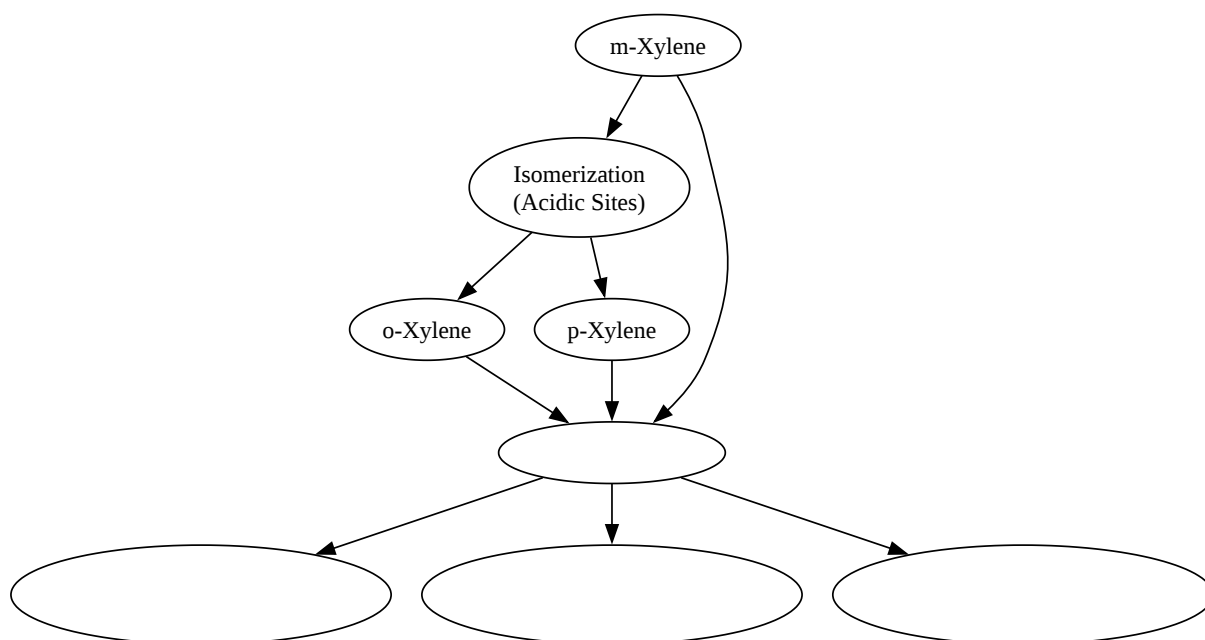 m-Xylene
Isomerization
(Acidic Sites)
o-Xylene
p-Xylene